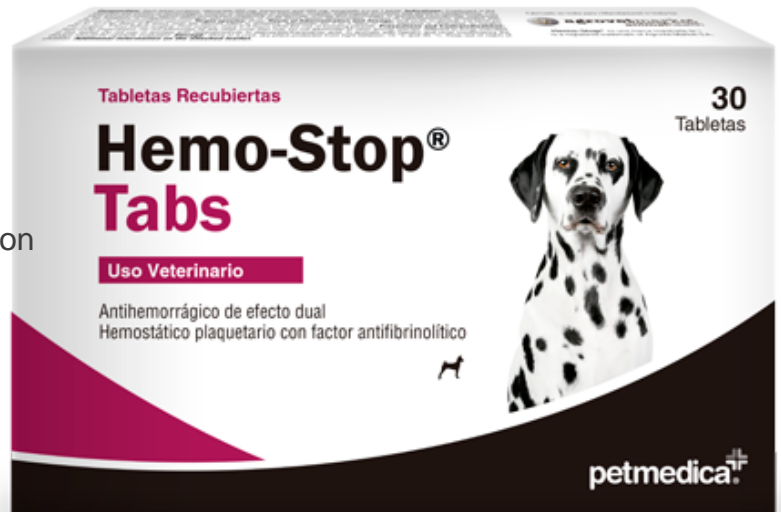 agrovetmarket
Tabletas Recubiertas
30
Tabletas
Hemo-Stop®
Tabs
on
Uso Veterinario
Antihemorrágico de efecto dual
Hemostático plaquetario con factor antifibrinolítico
petmedica